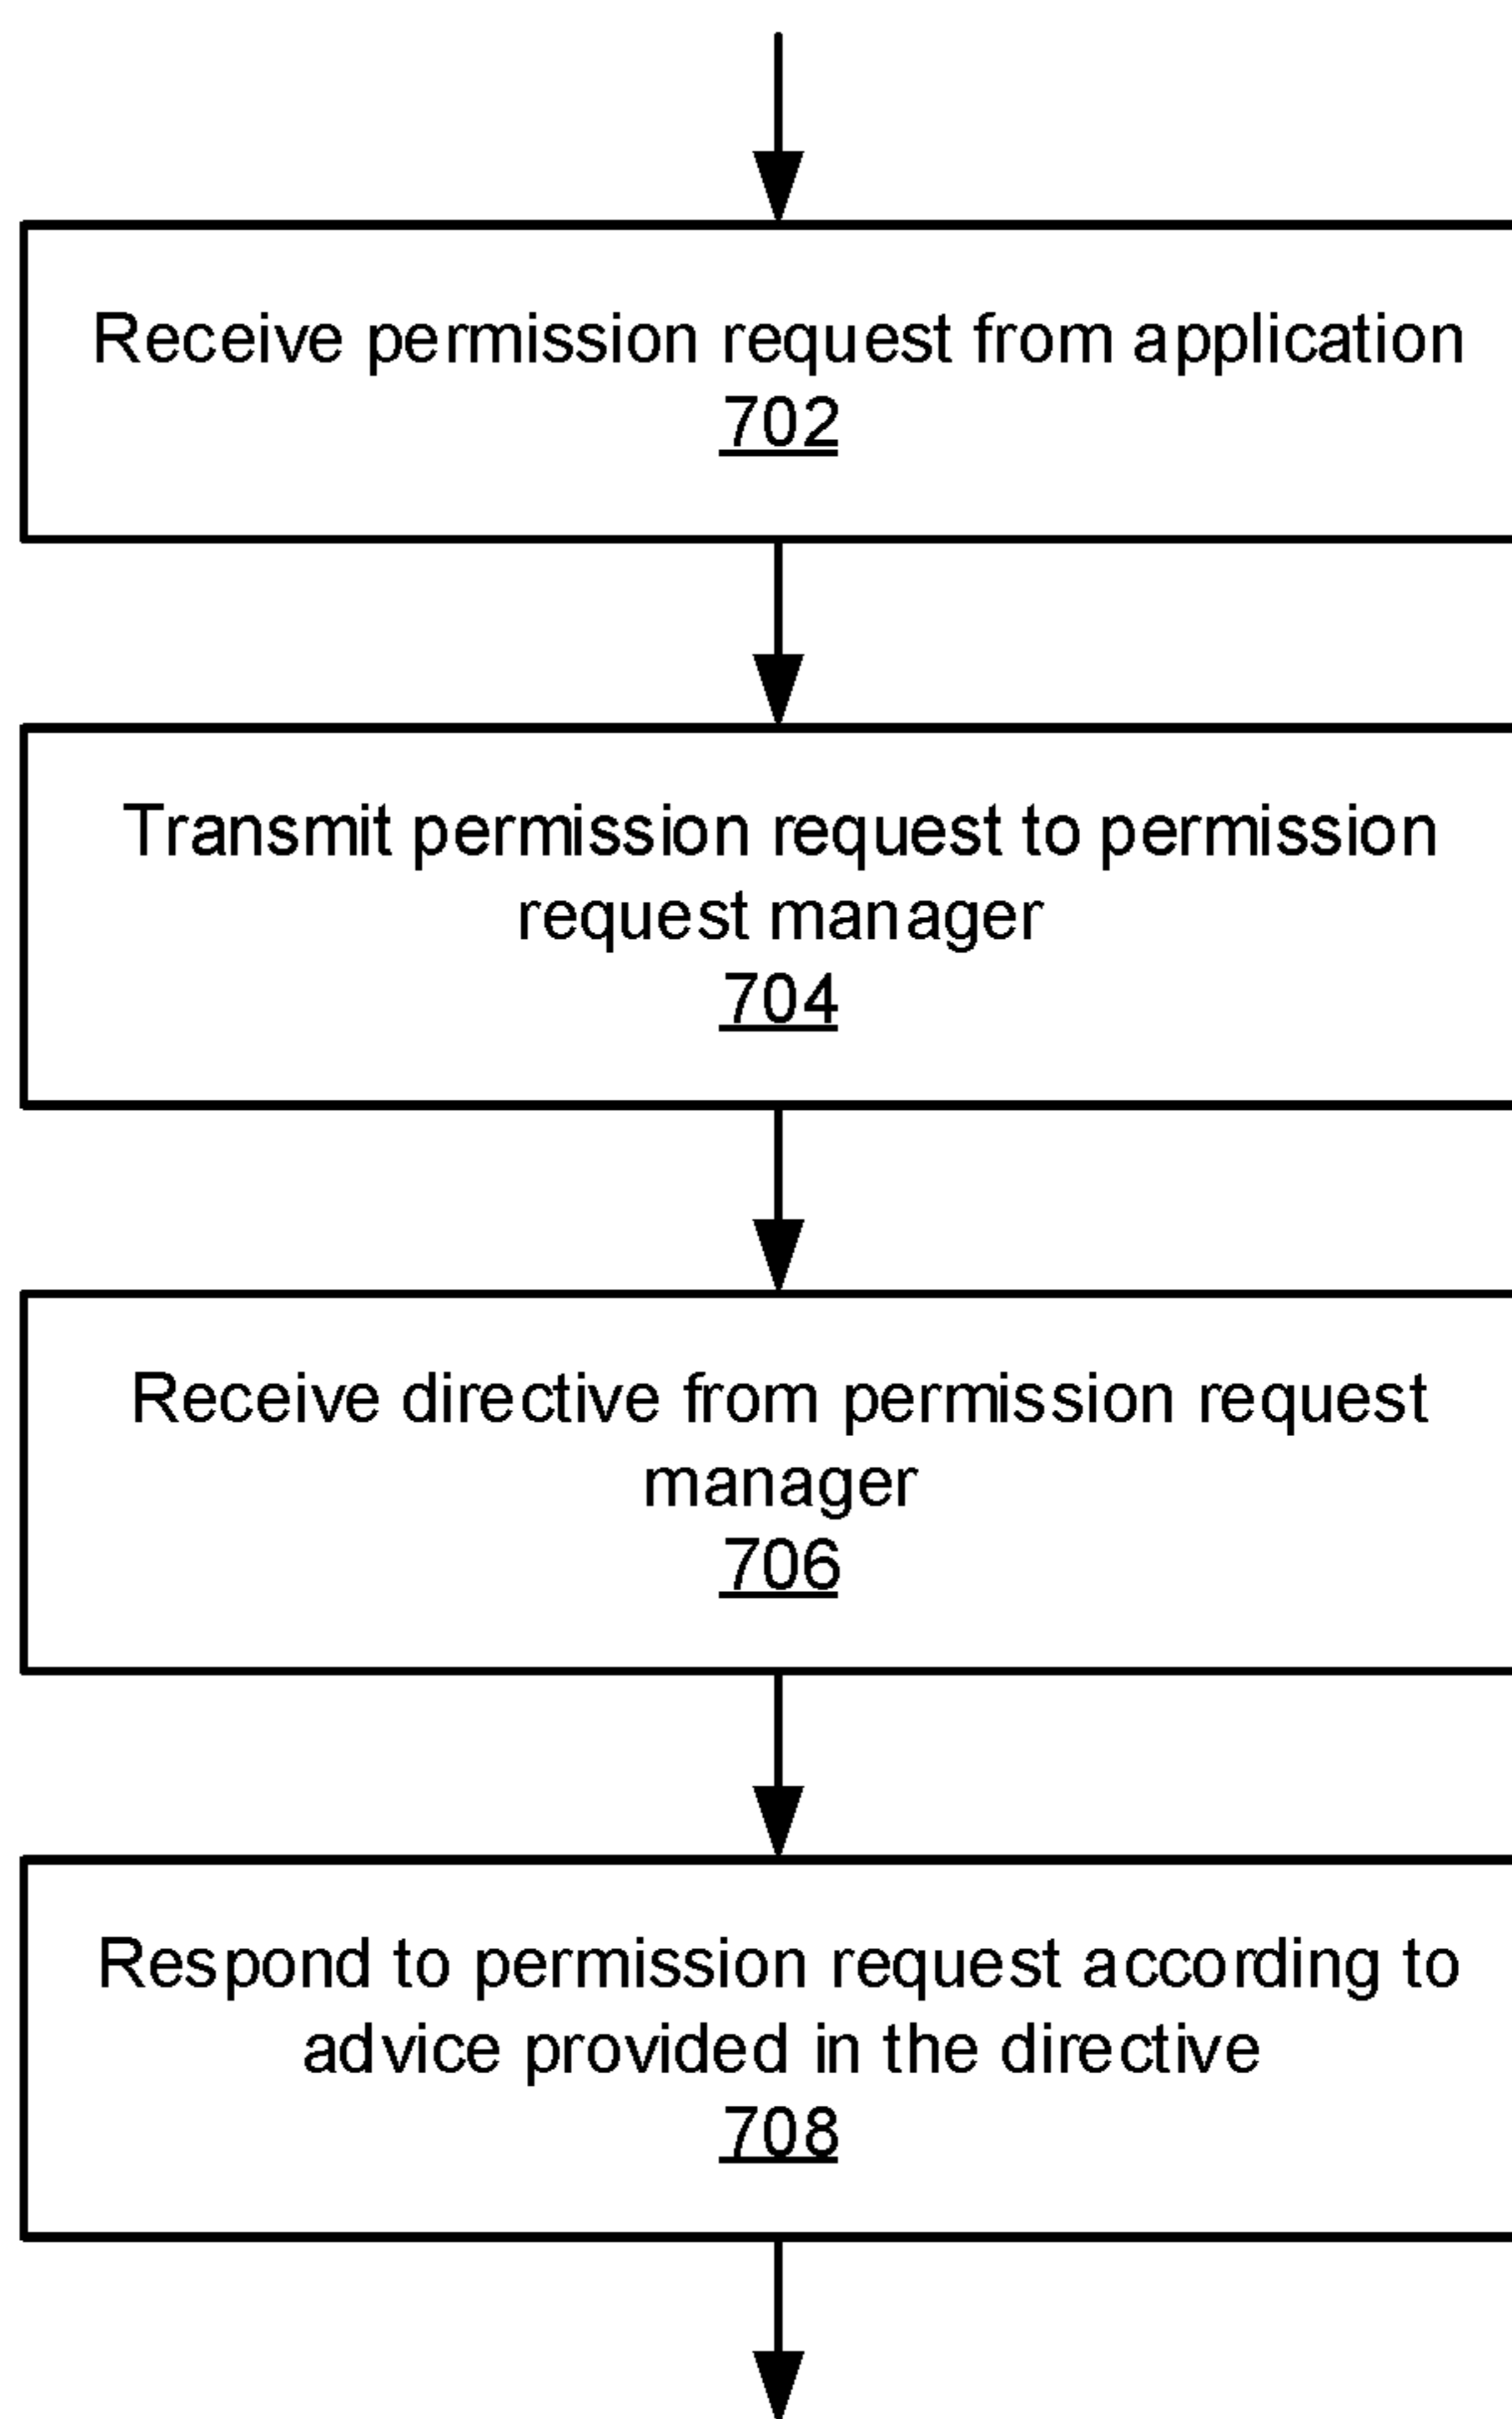 Receive permission request from application
702
Transmit permission request to permission
request manager
704
Receive directive from permission request
manager
706
Respond to permission request according to
advice provided in the directive
708